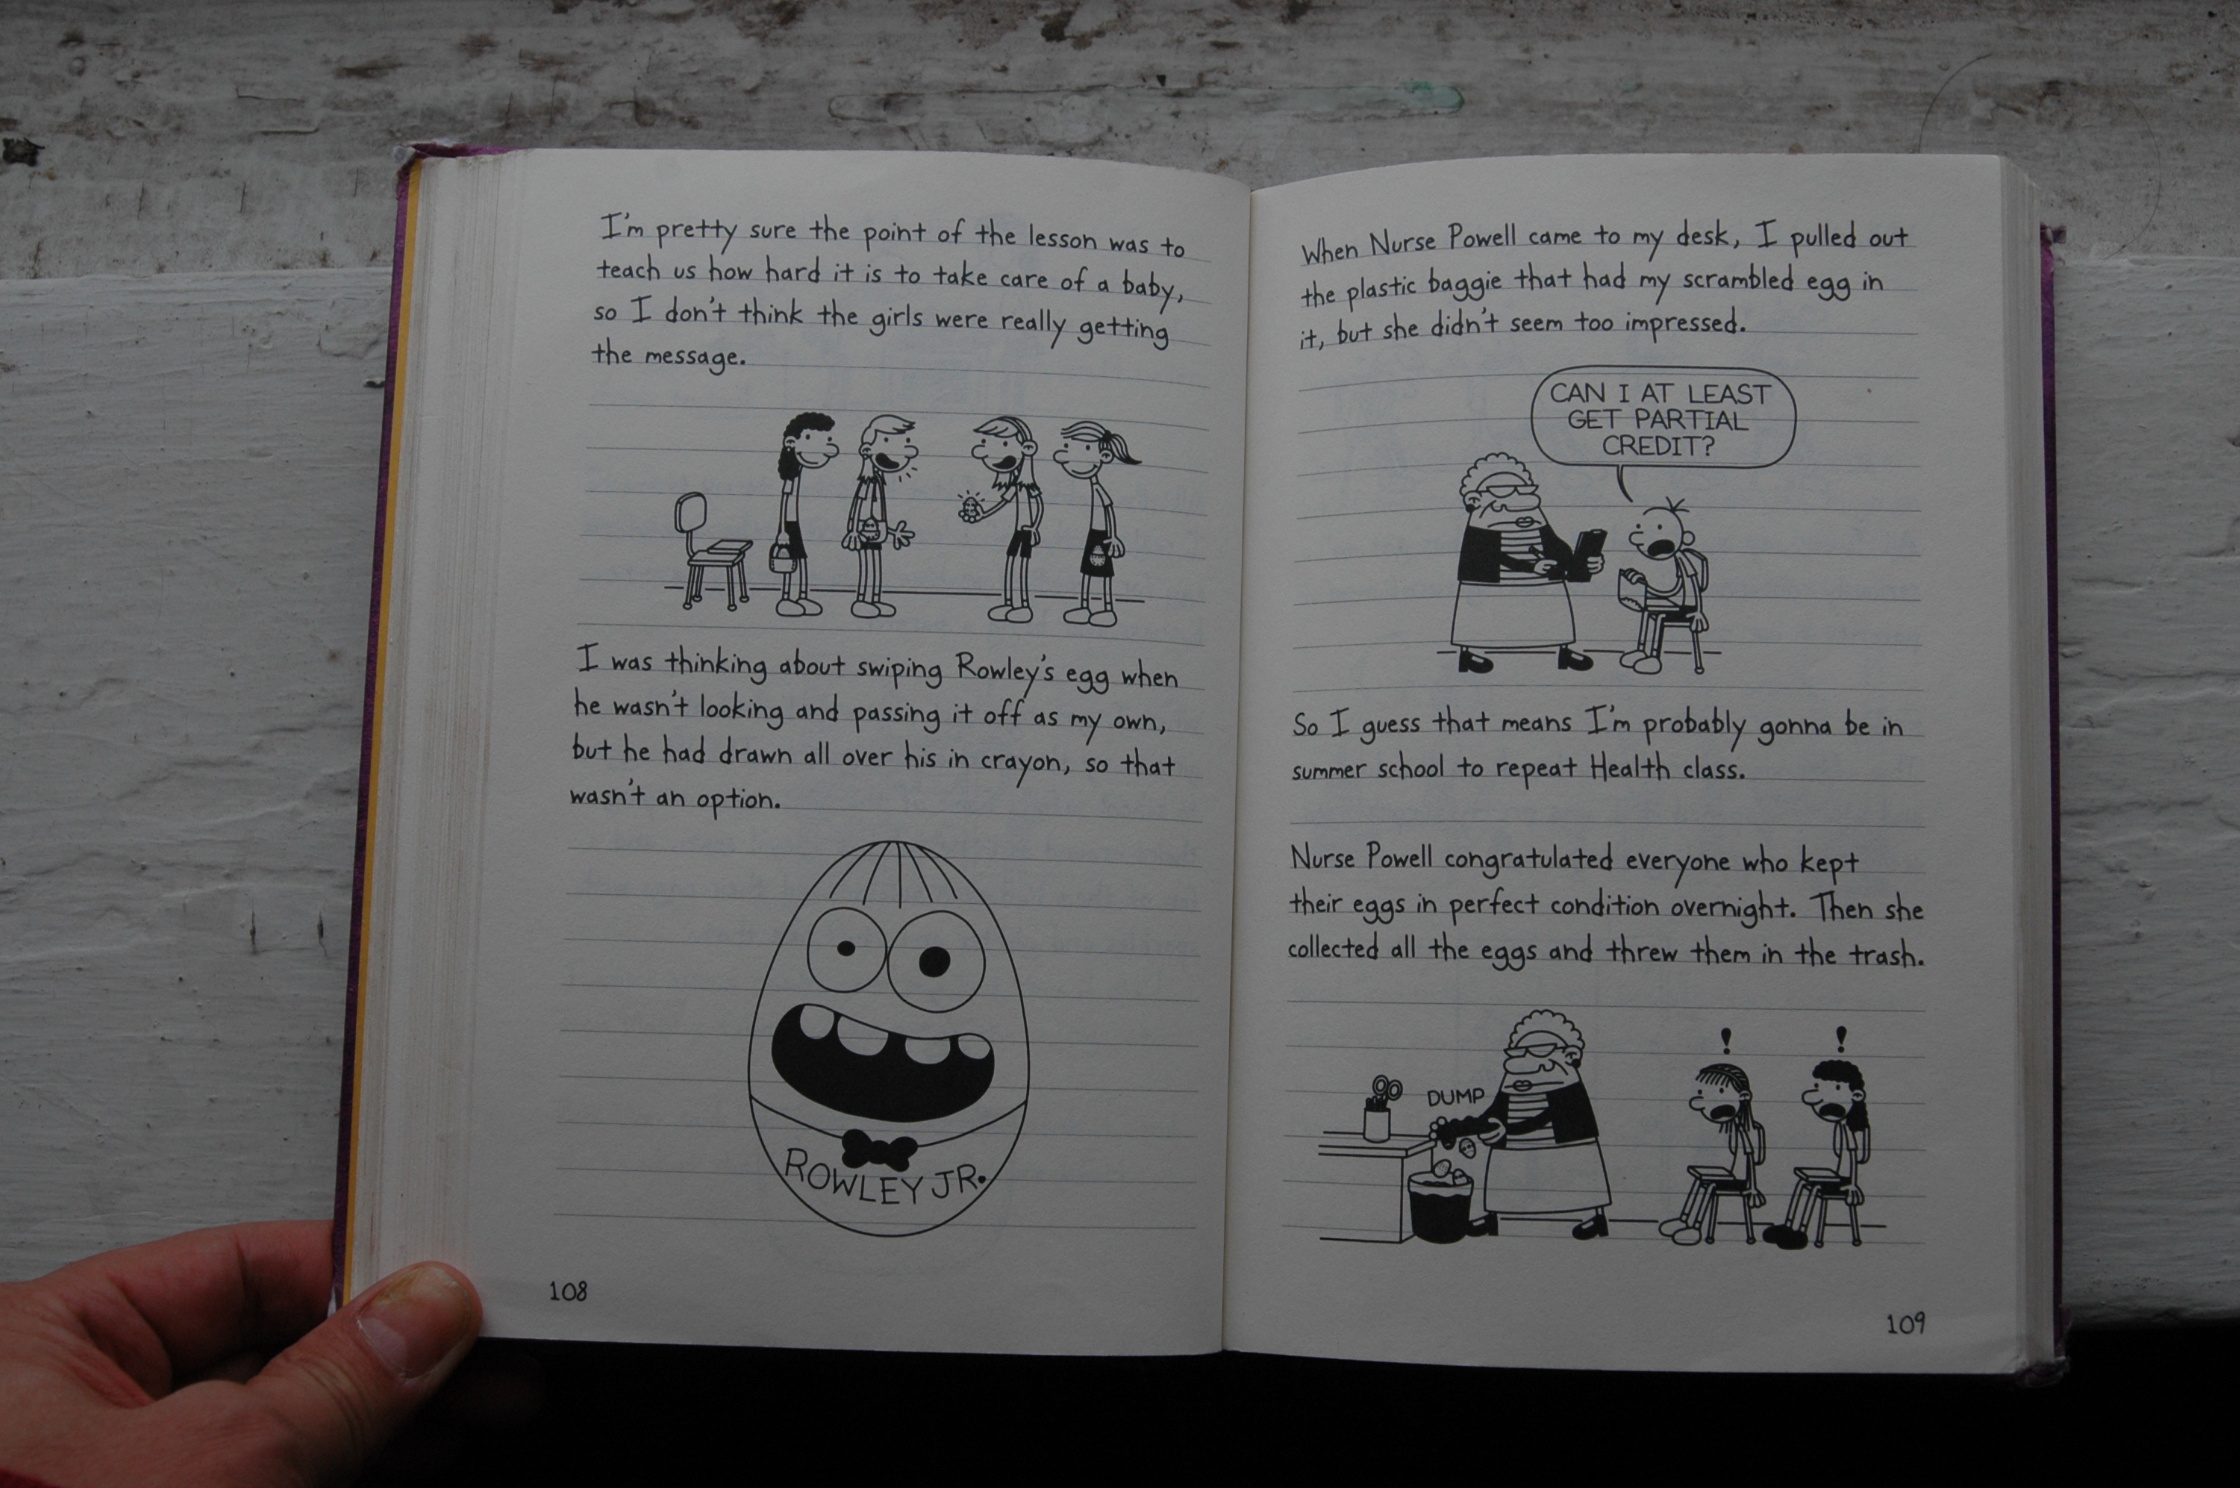 I'm pretty sure the point of the lesson was to
teach us how hard it is to take care of a baby,
so I don't think the girls were really getting
the message.
I was thinking about swiping Rowley's egg when
he wasn't looking and passing it off as my own,
but he had drawn all over his in crayon, so that
wasn't an option.
ROWLEY JR.
108
When Nurse Powell came to my desk, I pulled out
the plastic baggie that had my scrambled egg in
it, but she didn't seem too impressed.
CAN I AT LEAST
GET PARTIAL
CREDIT?
So I guess that means I'm probably gonna be in
summer school to repeat Health class.
Nurse Powell congratulated everyone who kept
their eggs in perfect condition overnight. Then she
collected all the eggs and threw them in the trash.
! !
DUMP
109